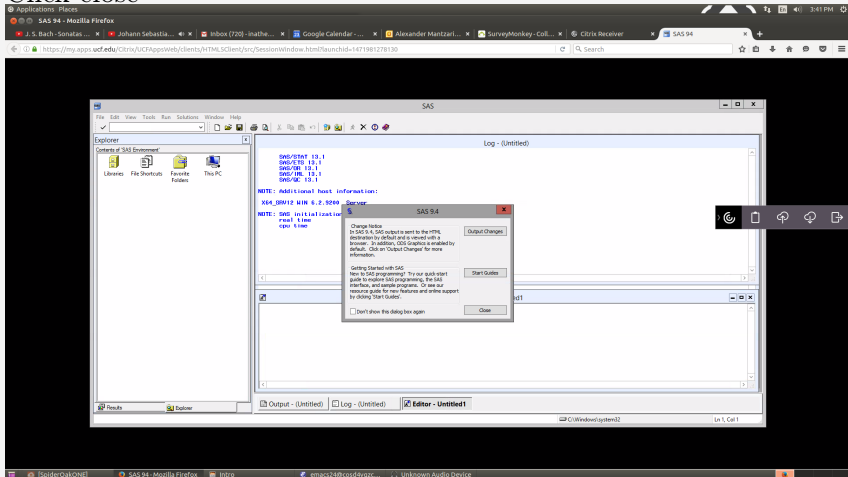 Click close
Applications Places
En 3:41 PM
SAS 94 - Mozilla Firefox
J. S. Bach -Sonatas ...
Johann Sebastia...
Inbox (720) - inathe...
Google Calendar - ...
Alexander Mantzari...
SurveyMonkey - Coll...
Citrix Receiver
SAS 94
https://my.apps.ucf.edu/Citrix/UCFAppsWeb/clients/HTML5Client/src/SessionWindow.html?launchid=1471981278130
Search
SAS
File Edit View Tools Run Solutions Window Help
Explorer
Contents of 'SAS Environment'
Libraries
File Shortcuts
Favorite Folders
This PC
Log - (Untitled)
SAS/STAT 13.1
SAS/ETS 13.1
SAS/OR 13.1
SAS/IML 13.1
SAS/QC 13.1
NOTE: Additional host information:
X64_SRV12 WIN 6.2.9200 Server
NOTE: SAS initialization
real time
cpu time
SAS 9.4
Change Notice
In SAS 9.4, SAS output is sent to the HTML
destination by default and is viewed with a
browser. In addition, ODS Graphics is enabled by
default. Click on 'Output Changes' for more
information.
Output Changes
Getting Started with SAS
New to SAS programming? Try our quick-start
guide to explore SAS programming, the SAS
interface, and sample programs. Or see our
resource guide for new features and online support
by clicking 'Start Guides'.
Start Guides
Don't show this dialog box again
Close
ed1
Results
Explorer
Output - (Untitled)
Log - (Untitled)
Editor - Untitled1
C:\Windows\system32
Ln 1, Col 1
[SpiderOakONE]
SAS 94 - Mozilla Firefox
Intro
Unknown Audio Device